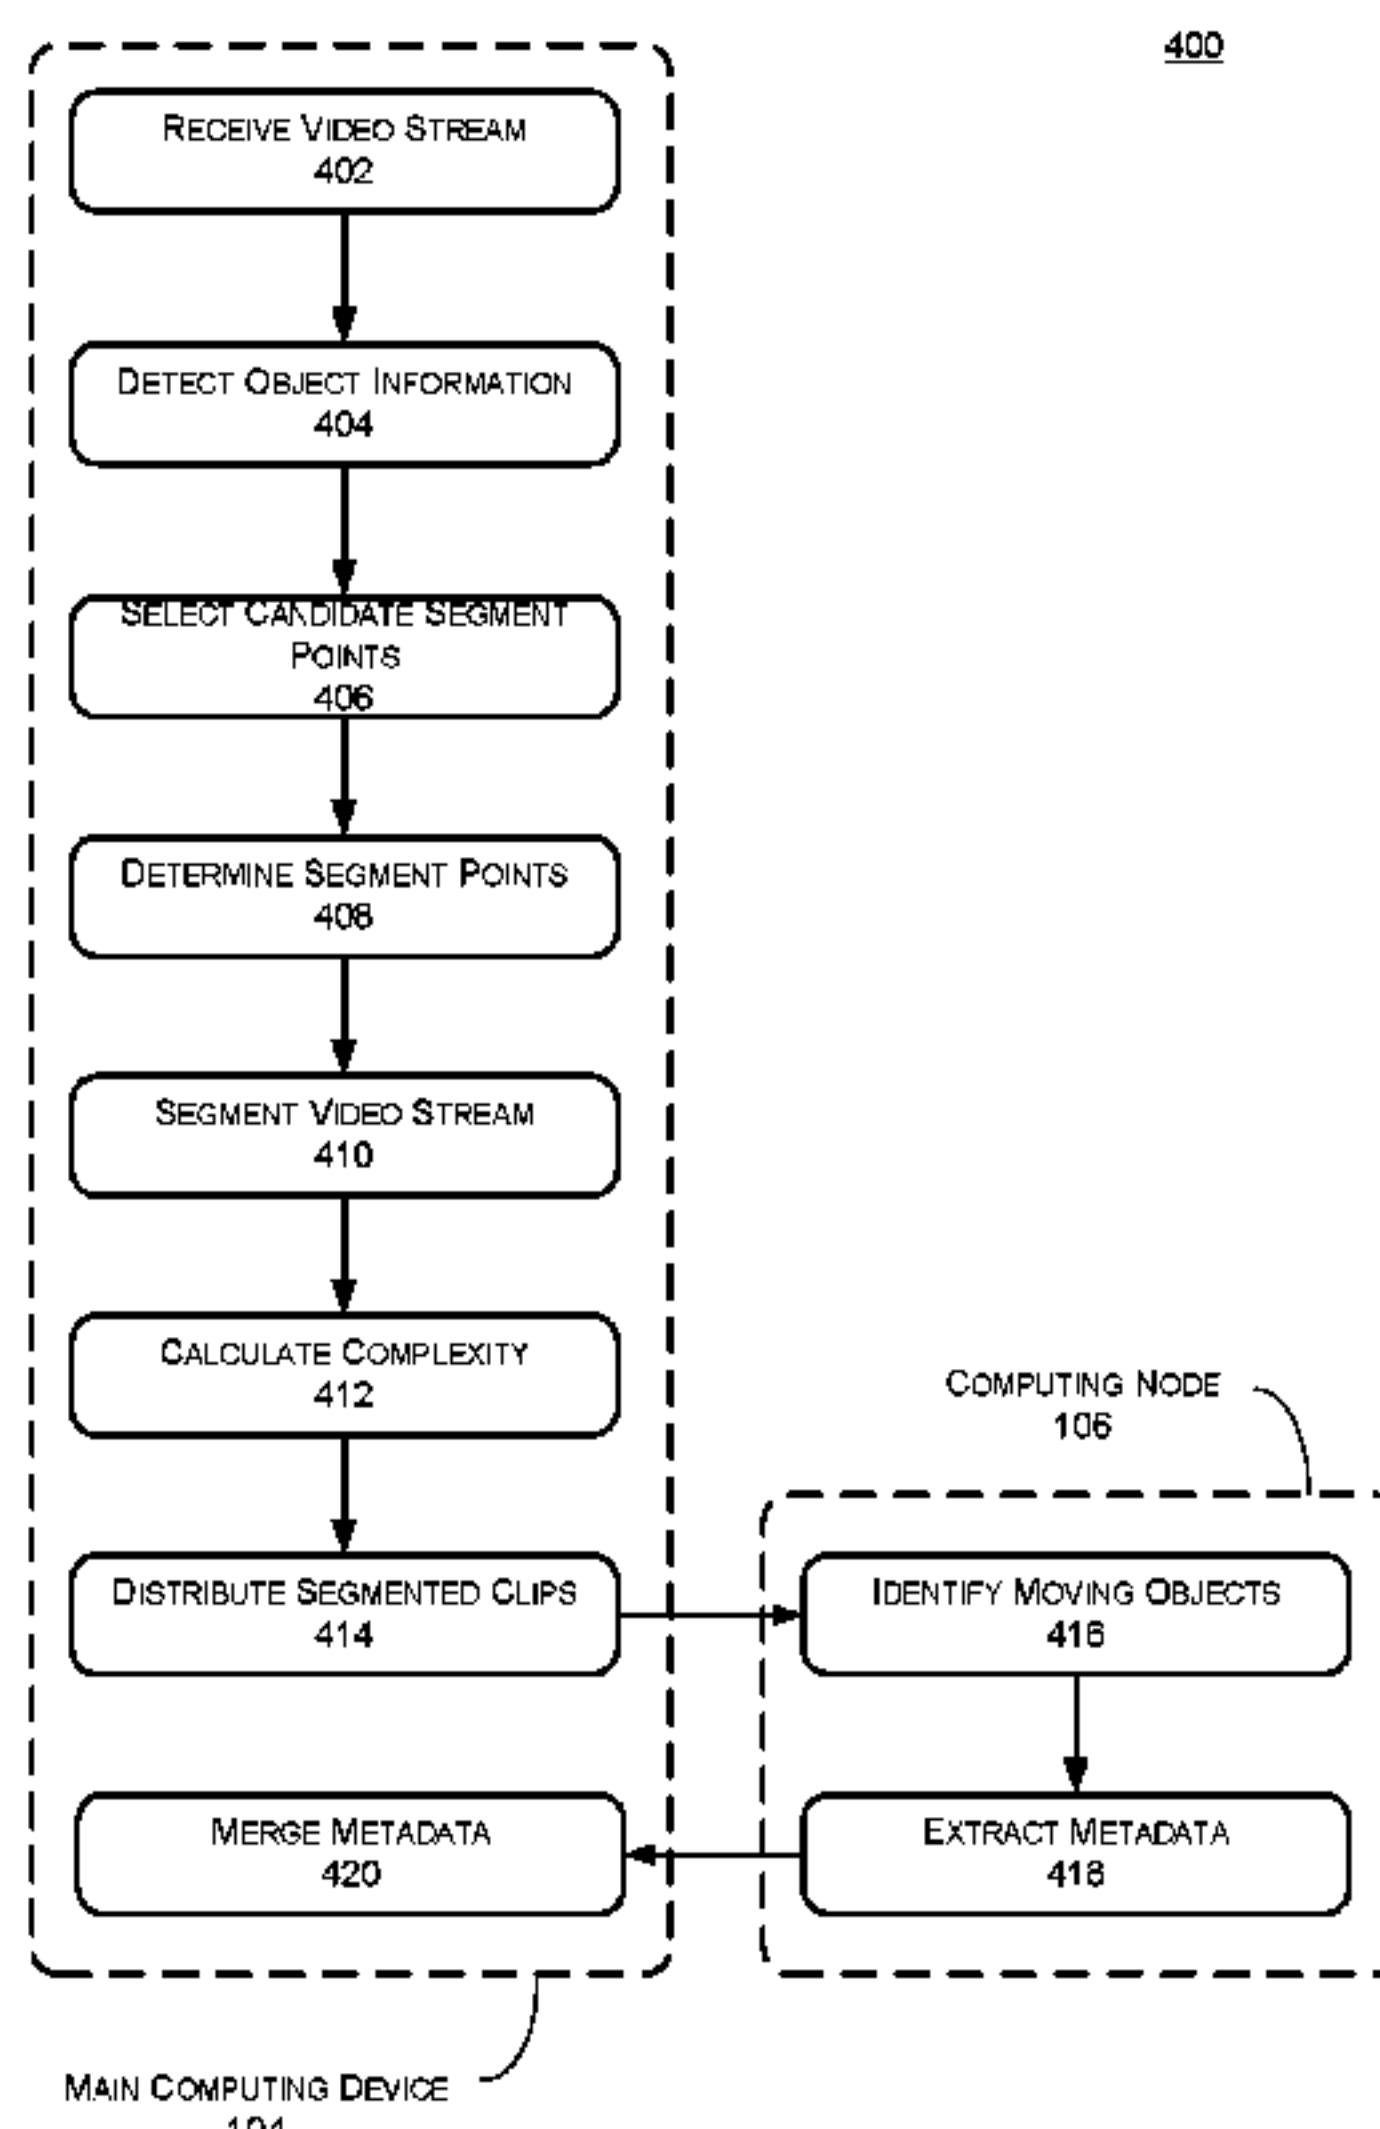 400
RECEIVE VIDEO STREAM
402
DETECT OBJECT INFORMATION
404
SELECT CANDIDATE SEGMENT
POINTS
406
DETERMINE SEGMENT POINTS
408
SEGMENT VIDEO STREAM
410
CALCULATE COMPLEXITY
412
COMPUTING NODE
106
DISTRIBUTE SEGMENTED CLIPS
414
IDENTIFY MOVING OBJECTS
416
MERGE METADATA
420
EXTRACT METADATA
418
MAIN COMPUTING DEVICE